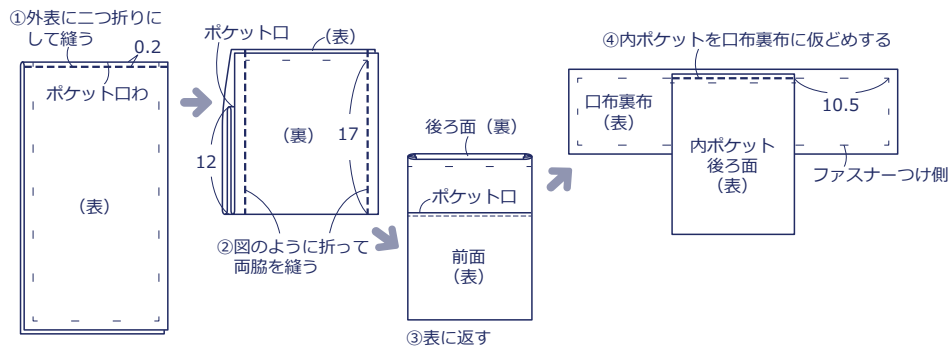 ①外表に二つ折りに
して縫う
0.2
ポケット口わ
(表)
ポケット口
(表)
(裏)
17
12
②図のように折って
両脇を縫う
後ろ面(裏)
ポケット口
前面
(表)
③表に返す
④内ポケットを口布裏布に仮どめする
口布裏布
(表)
10.5
内ポケット
後ろ面
(表)
ファスナーつけ側